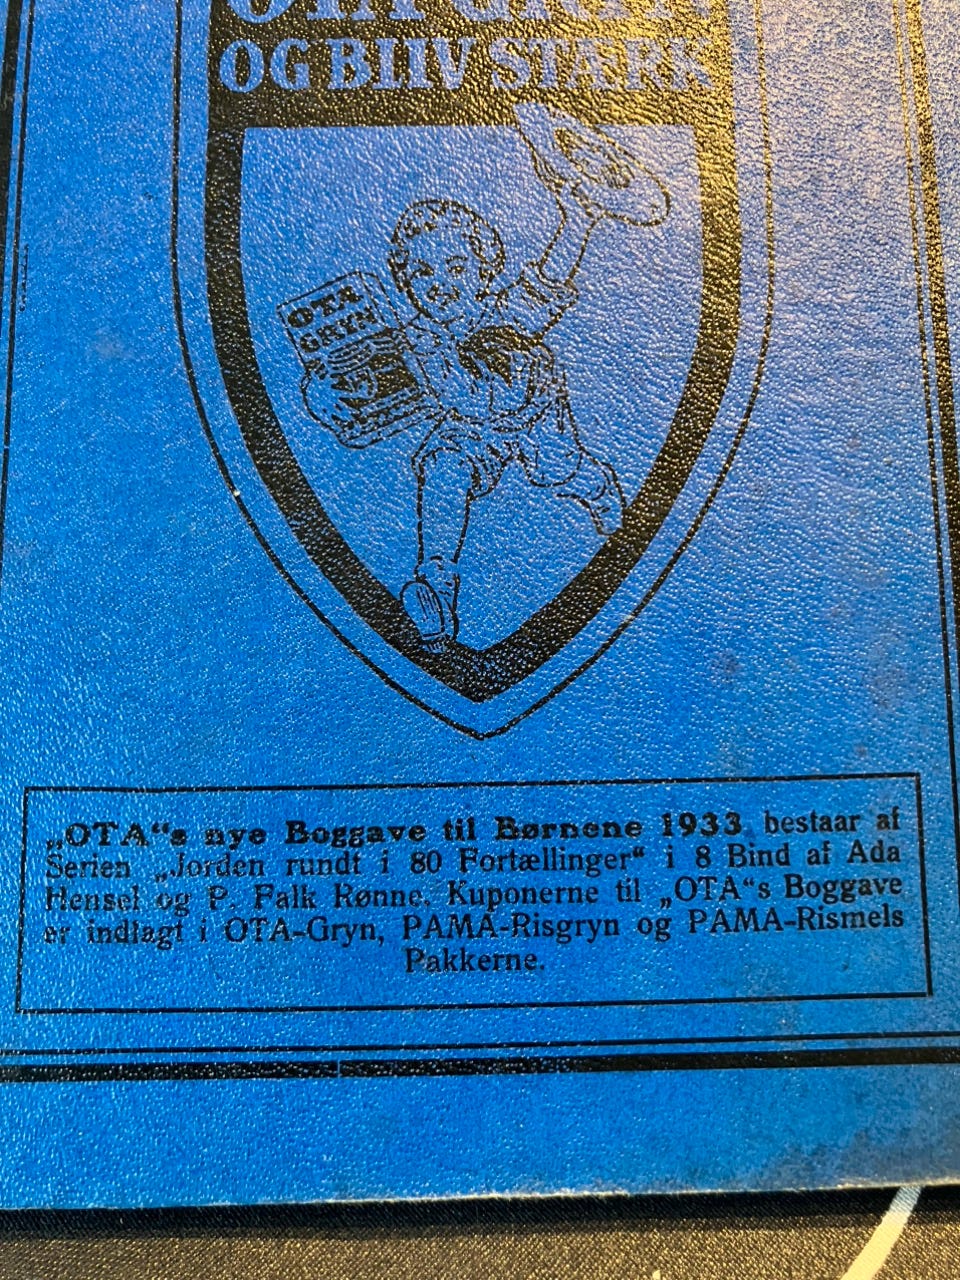 OTA GRYN
OG BLIV STÆRK
OTA
GRYN
„OTA“s nye Boggave til Børnene 1933 bestaar af
Serien „Jorden rundt i 80 Fortællinger“ i 8 Bind af Ada
Hensel og P. Falk Rønne. Kuponerne til „OTA“s Boggave
er indlagt i OTA-Gryn, PAMA-Risgryn og PAMA-Rismels
Pakkerne.